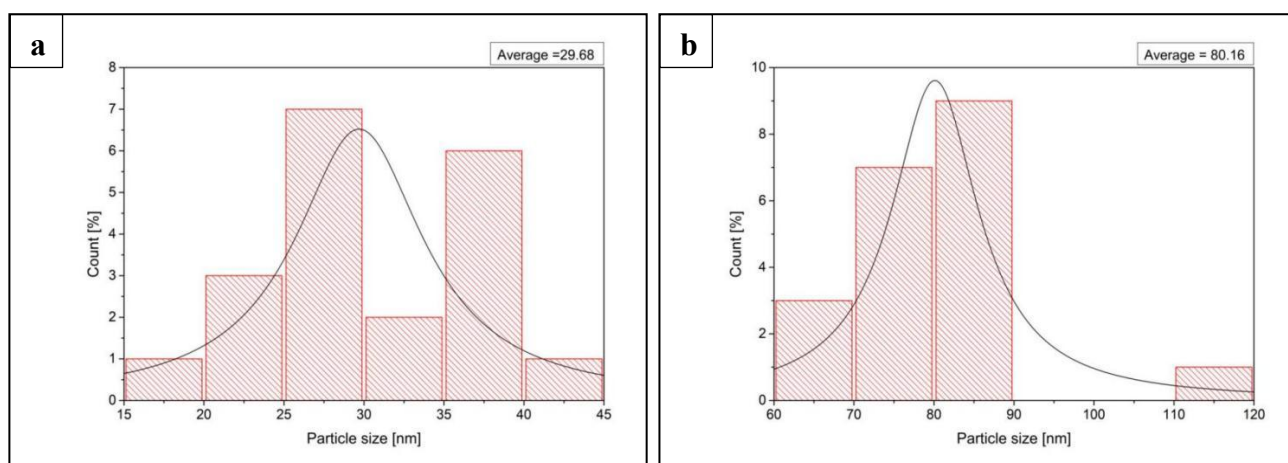 a
Average =29.68
8
7
6
5
4
3
2
1
0
Count [%]
15 20 25 30 35 40 45
Particle size [nm]
b
Average = 80.16
10
8
6
4
2
0
Count [%]
60 70 80 90 100 110 120
Particle size [nm]